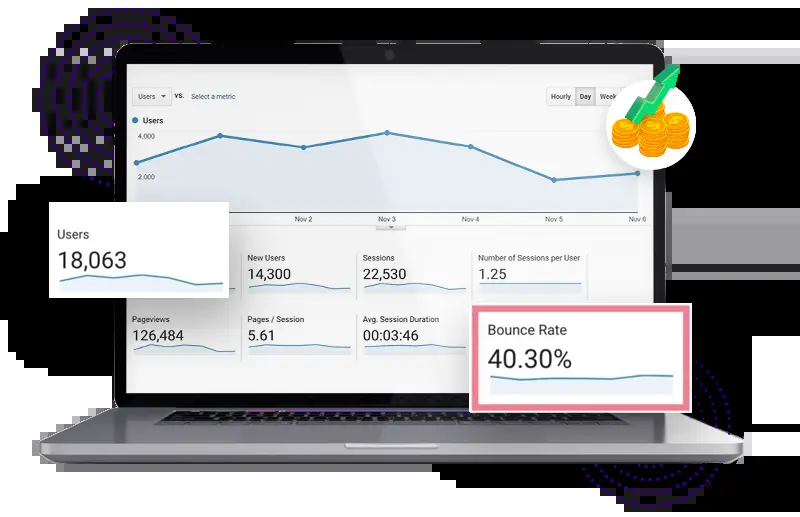 Users vs. Select a metric
Hourly Day Week
Users
4,000
2,000
Nov 2 Nov 3 Nov 4 Nov 5 Nov 6
Users
18,063
New Users
14,300
Sessions
22,530
Number of Sessions per User
1.25
Pageviews
126,484
Pages / Session
5.61
Avg. Session Duration
00:03:46
Bounce Rate
40.30%